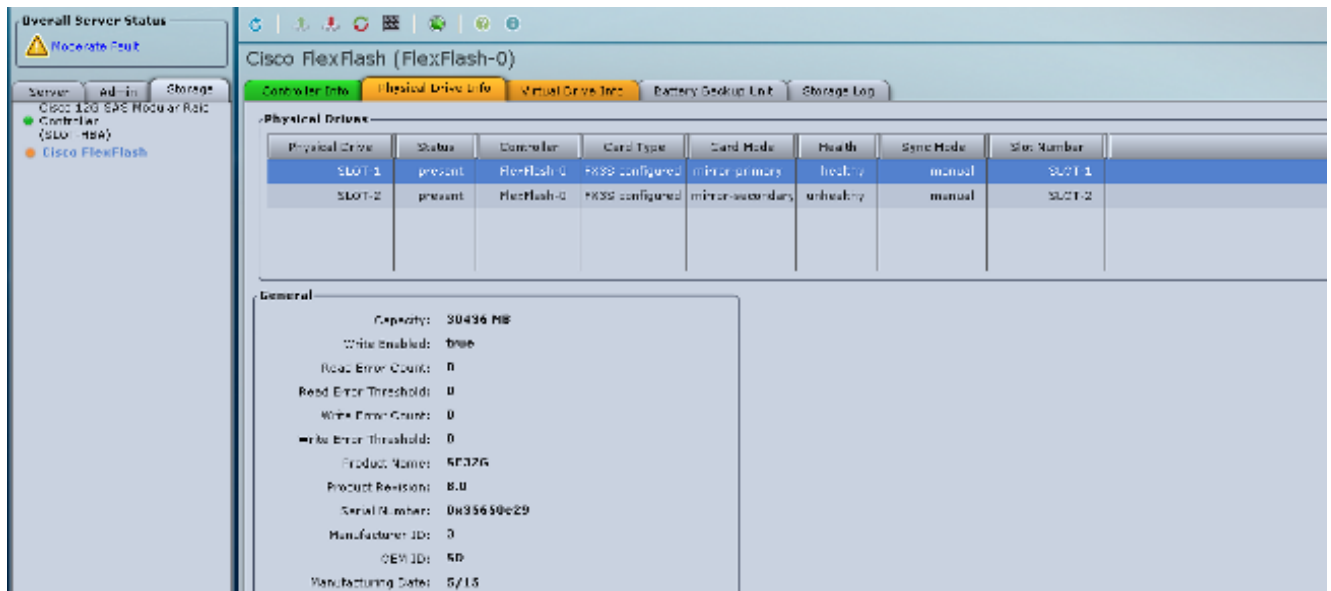 Overall Server Status
Moderate Fault
Cisco FlexFlash (FlexFlash-0)
Server Admin Storage
Controller Info Physical Drive Info Virtual Drive Info Battery Backup Unit Storage Log
Cisco 12G SAS Modular Raid
Controller
(SLOT-HBA)
Cisco FlexFlash
Physical Drives
Physical Drive Status Controller Card Type Card Mode Health Sync Mode Slot Number
SLOT-1 present FlexFlash-0 FX3S configured mirror-primary healthy manual SLOT-1
SLOT-2 present FlexFlash-0 FX3S configured mirror-secondary unhealthy manual SLOT-2
General
Capacity: 30436 MB
Write Enabled: true
Read Error Count: 0
Read Error Threshold: 0
Write Error Count: 0
Write Error Threshold: 0
Product Name: SE32G
Product Revision: 8.0
Serial Number:
Manufacturer ID: 3
OEM ID: SD
Manufacturing Date: 5/15